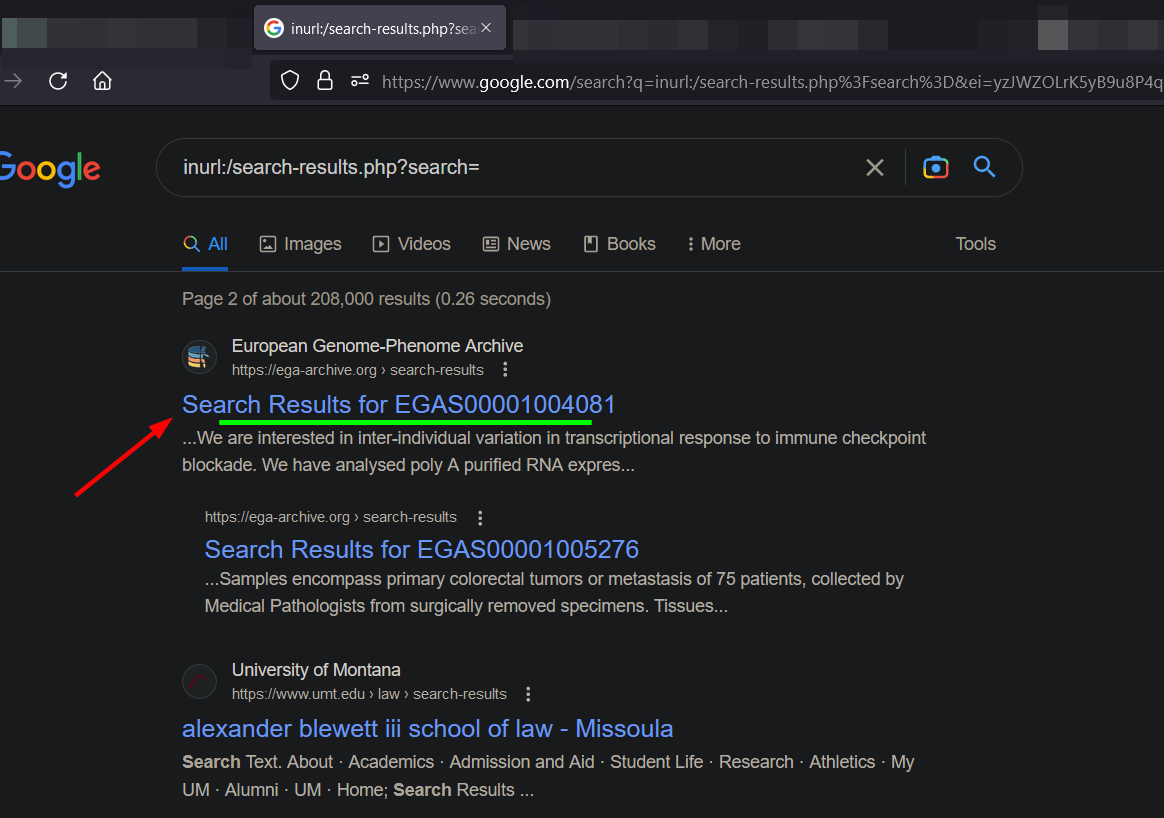 inurl:/search-results.php?sea
https://www.google.com/search?q=inurl:/search-results.php%3Fsearch%3D&ei=yzJWZOLrK5yB9u8P4q
Google
inurl:/search-results.php?search=
All Images Videos News Books More Tools
Page 2 of about 208,000 results (0.26 seconds)
European Genome-Phenome Archive
https://ega-archive.org › search-results
Search Results for EGAS00001004081
...We are interested in inter-individual variation in transcriptional response to immune checkpoint
blockade. We have analysed poly A purified RNA expres...
https://ega-archive.org › search-results
Search Results for EGAS00001005276
...Samples encompass primary colorectal tumors or metastasis of 75 patients, collected by
Medical Pathologists from surgically removed specimens. Tissues...
University of Montana
https://www.umt.edu › law › search-results
alexander blewett iii school of law - Missoula
Search Text. About · Academics · Admission and Aid · Student Life · Research · Athletics · My
UM · Alumni · UM · Home; Search Results ...